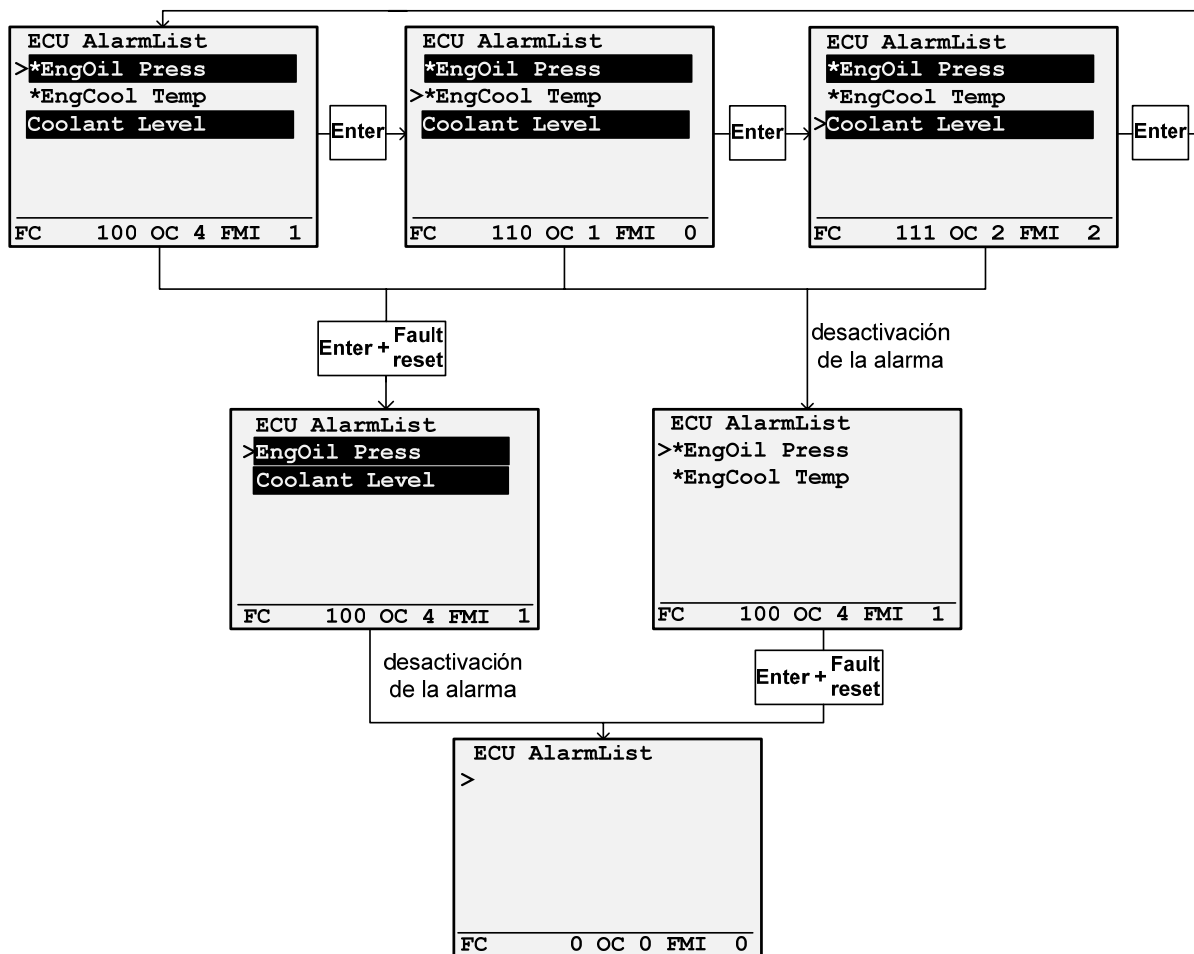 ECU AlarmList
>*EngOil Press
*EngCool Temp
Coolant Level
FC 100 OC 4 FMI 1
Enter
ECU AlarmList
*EngOil Press
>*EngCool Temp
Coolant Level
FC 110 OC 1 FMI 0
Enter
ECU AlarmList
*EngOil Press
*EngCool Temp
>Coolant Level
FC 111 OC 2 FMI 2
Enter
Enter + Fault
reset
desactivación
de la alarma
ECU AlarmList
>EngOil Press
Coolant Level
FC 100 OC 4 FMI 1
ECU AlarmList
>*EngOil Press
*EngCool Temp
FC 100 OC 4 FMI 1
desactivación
de la alarma
Enter + Fault
reset
ECU AlarmList
>
FC 0 OC 0 FMI 0